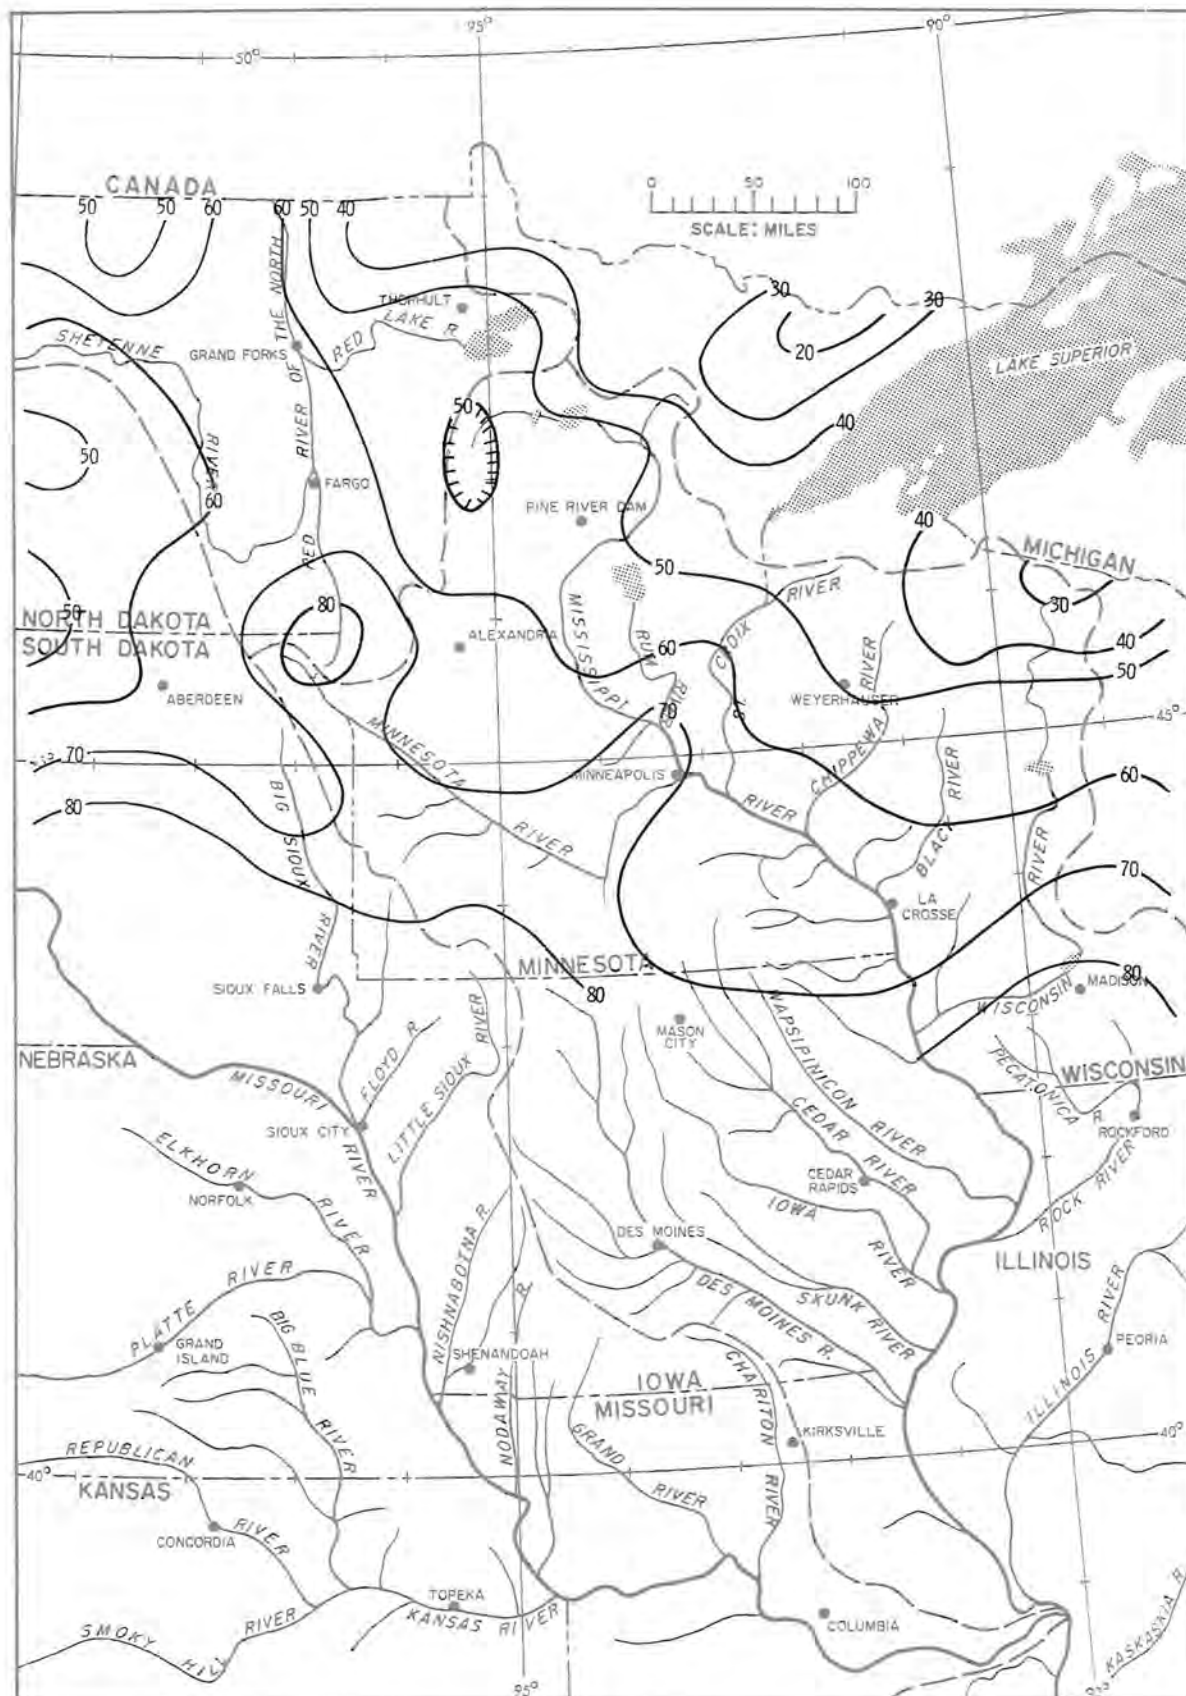 95°
90°
50°
CANADA
50
50
60
60
50
40
0
50
100
SCALE: MILES
THE NORTH
OF
RIVER
RED
30
30
20
THORHULT
LAKE R.
RED
GRAND FORKS
SHEYENNE
RIVER
LAKE SUPERIOR
50
40
50
60
FARGO
PINE RIVER DAM
40
MICHIGAN
50
30
RIVER
CROIX
80
50
NORTH DAKOTA
SOUTH DAKOTA
ALEXANDRIA
MISSISSIPPI
RUM
RIVER
60
40
50
ABERDEEN
WEYERHAUSER
RIVER
CHIPPEWA
45°
70
70
MINNESOTA
RIVER
MINNEAPOLIS
RIVER
60
80
BIG SIOUX
RIVER
BLACK
RIVER
RIVER
70
LA
CROSSE
MINNESOTA
80
80
SIOUX FALLS
MADISON
WISCONSIN
MASON
CITY
WAPSIPINICON
RIVER
NEBRASKA
FLOYD R.
LITTLE SIOUX
RIVER
PECATONICA
R.
WISCONSIN
MISSOURI
RIVER
SIOUX CITY
ROCKFORD
CEDAR
RIVER
ELKHORN
RIVER
NORFOLK
CEDAR
RAPIDS
IOWA
RIVER
ROCK RIVER
DES MOINES
NISHNABOTNA R.
R.
ILLINOIS
PLATTE
RIVER
DES MOINES R.
SKUNK
RIVER
GRAND
ISLAND
BIG BLUE
RIVER
SHENANDOAH
PEORIA
ILLINOIS
RIVER
IOWA
MISSOURI
NODAWAY
CHARITON
RIVER
GRAND
RIVER
KIRKSVILLE
40°
REPUBLICAN
RIVER
40°
KANSAS
CONCORDIA
TOPEKA
KANSAS RIVER
COLUMBIA
SMOKY
HILL
RIVER
KASKASKIA R.
95°